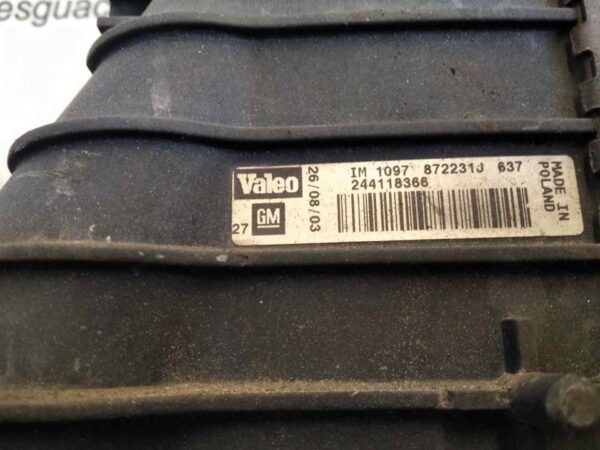 esguac
Valeo
GM
27
26/08/03
IM 1097 872231J 637
244118366
MADE IN
POLAND